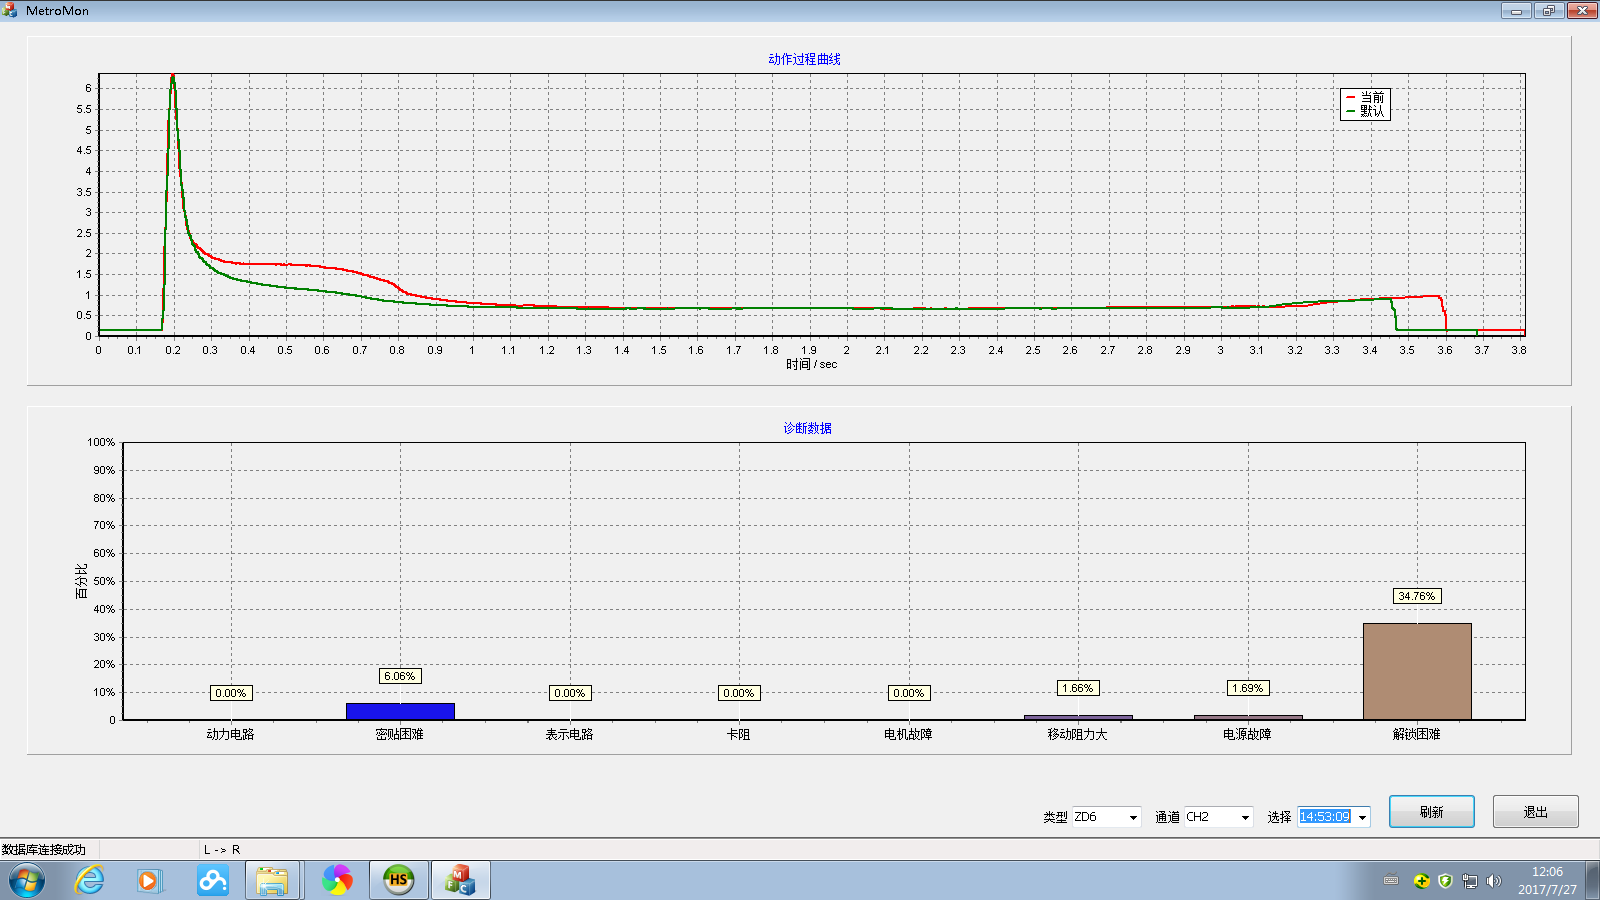 MetroMon
动作过程曲线
当前
默认
6
5.5
5
4.5
4
3.5
3
2.5
2
1.5
1
0.5
0
0 0.1 0.2 0.3 0.4 0.5 0.6 0.7 0.8 0.9 1 1.1 1.2 1.3 1.4 1.5 1.6 1.7 1.8 1.9 2 2.1 2.2 2.3 2.4 2.5 2.6 2.7 2.8 2.9 3 3.1 3.2 3.3 3.4 3.5 3.6 3.7 3.8
时间 / sec
诊断数据
百分比
100%
90%
80%
70%
60%
50%
40%
30%
20%
10%
0
0.00% 6.06% 0.00% 0.00% 0.00% 1.66% 1.69% 34.76%
动力电路 密贴困难 表示电路 卡阻 电机故障 移动阻力大 电源故障 解锁困难
类型 ZD6 通道 CH2 选择 14:53:09 刷新 退出
数据库连接成功 L -> R
HS
M
F C
12:06
2017/7/27